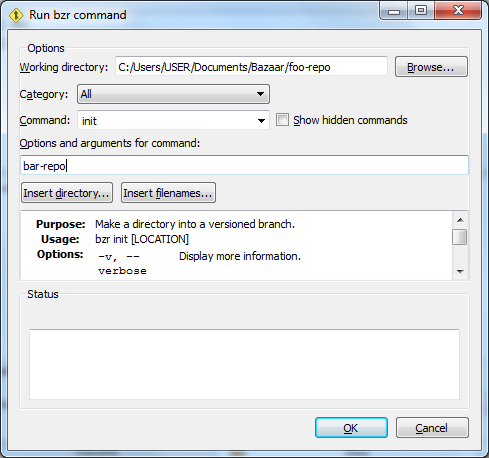 Run bzr command
Options
Working directory: C:/Users/USER/Documents/Bazaar/foo-repo Browse...
Category: All
Command: init Show hidden commands
Options and arguments for command:
bar-repo
Insert directory... Insert filenames...
Purpose: Make a directory into a versioned branch.
Usage: bzr init [LOCATION]
Options: -v, -- Display more information.
verbose
Status
OK Cancel